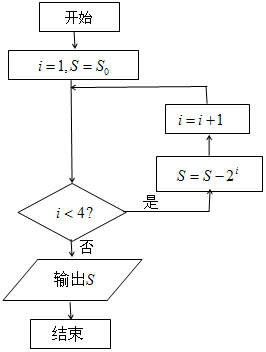 开始
i=1,S=S₀
i=i+1
S=S-2ⁱ
i<4?
是
否
输出S
结束